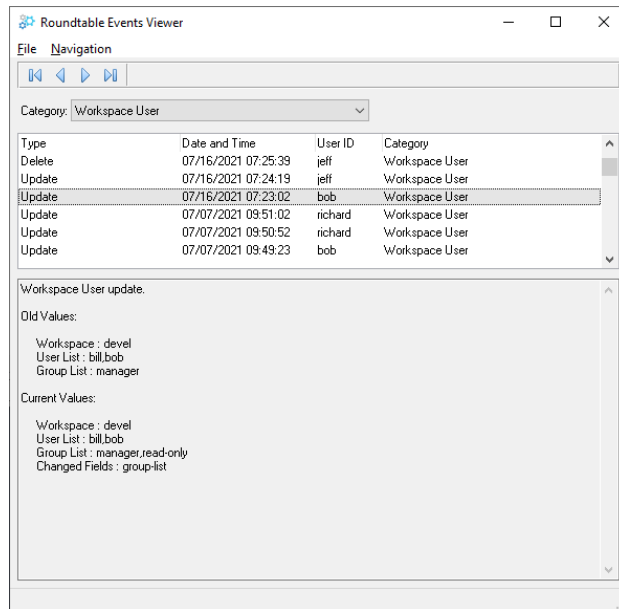 Roundtable Events Viewer
File Navigation
Category: Workspace User
Type Date and Time User ID Category
Delete 07/16/2021 07:25:39 jeff Workspace User
Update 07/16/2021 07:24:19 jeff Workspace User
Update 07/16/2021 07:23:02 bob Workspace User
Update 07/07/2021 09:51:02 richard Workspace User
Update 07/07/2021 09:50:52 richard Workspace User
Update 07/07/2021 09:49:23 bob Workspace User
Workspace User update.
Old Values:
Workspace : devel
User List : bill,bob
Group List : manager
Current Values:
Workspace : devel
User List : bill,bob
Group List : manager,read-only
Changed Fields : group-list